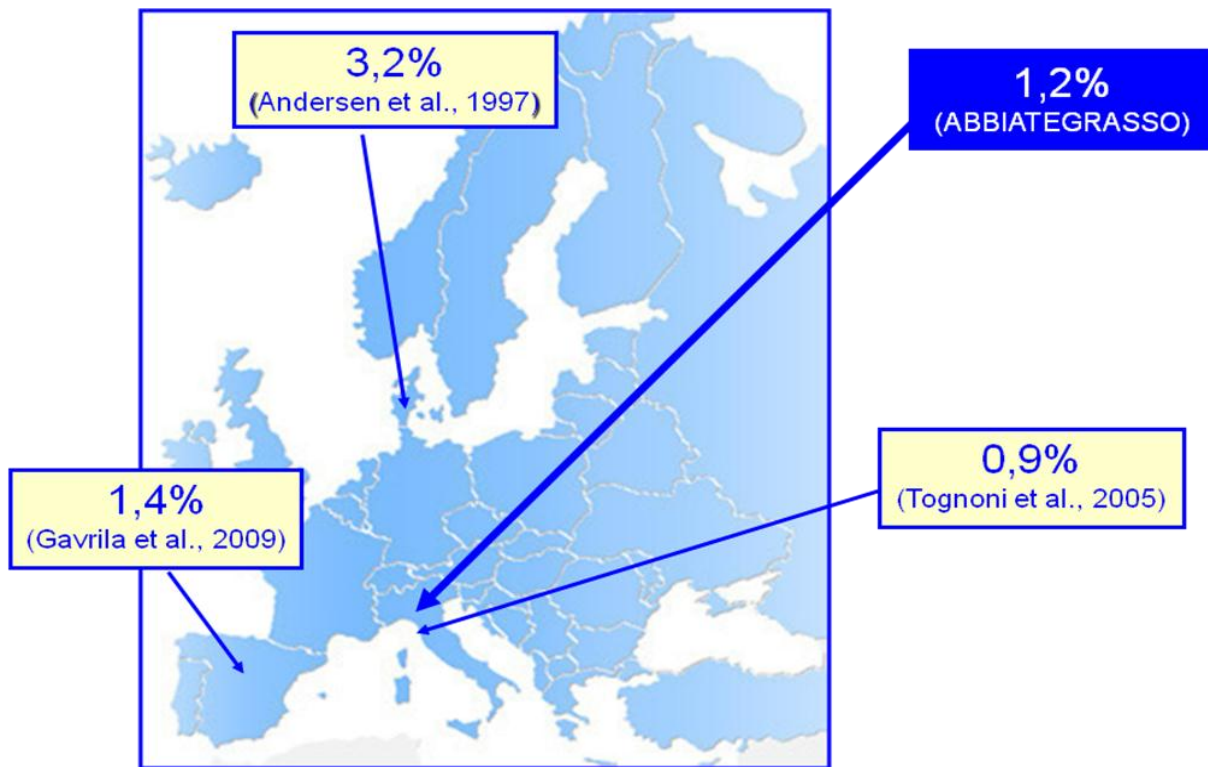 3,2%
(Andersen et al., 1997)
1,2%
(ABBIATEGRASSO)
0,9%
(Tognoni et al., 2005)
1,4%
(Gavrila et al., 2009)